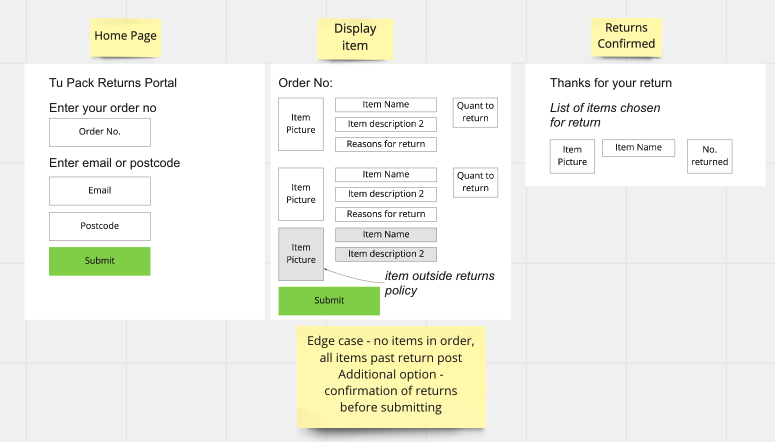 Home Page
Display
item
Returns
Confirmed
Tu Pack Returns Portal
Enter your order no
Order No.
Enter email or postcode
Email
Postcode
Submit
Order No:
Item
Picture
Item Name
Item description 2
Reasons for return
Quant to
return
Item
Picture
Item Name
Item description 2
Reasons for return
Quant to
return
Item
Picture
Item Name
Item description 2
item outside returns
policy
Submit
Thanks for your return
List of items chosen
for return
Item
Picture
Item Name
No.
returned
Edge case - no items in order,
all items past return post
Additional option -
confirmation of returns
before submitting